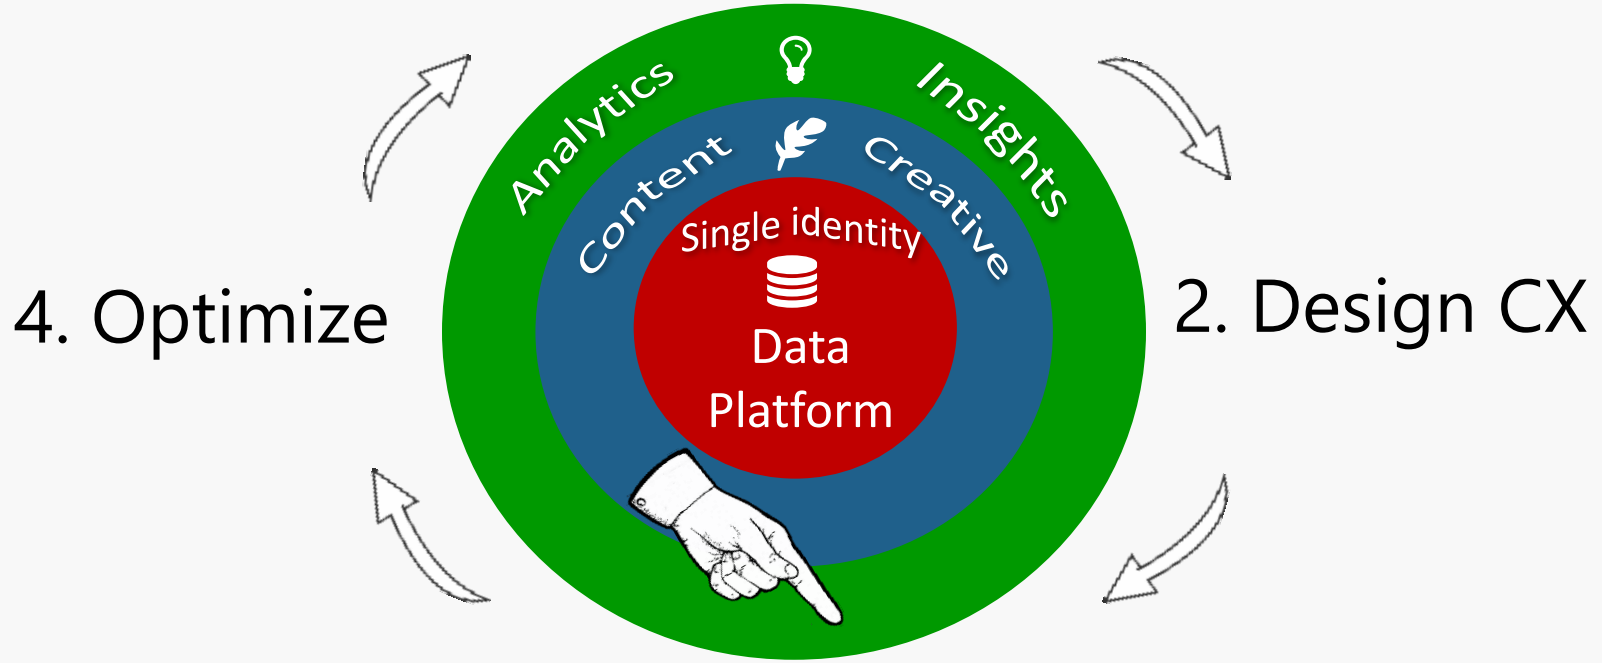 Analytics
Insights
Content
Creative
Single identity
Data
Platform
4. Optimize
2. Design CX